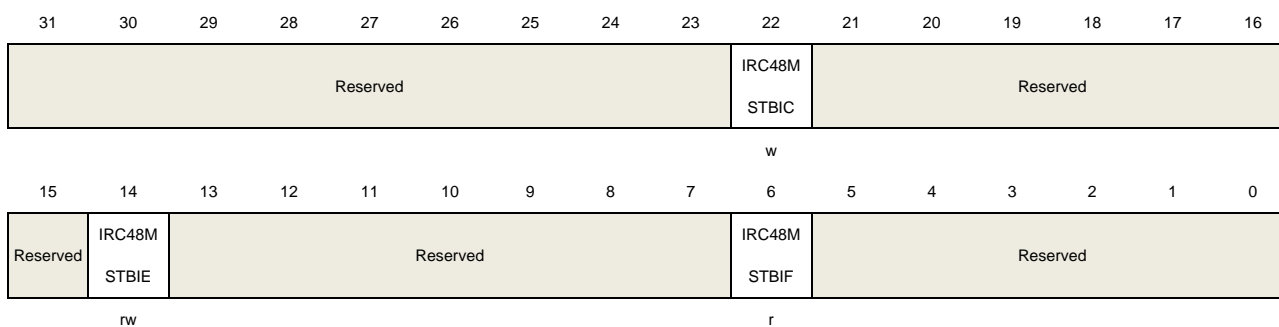 31 30 29 28 27 26 25 24 23 22 21 20 19 18 17 16
Reserved
IRC48M
STBIC
Reserved
w
15 14 13 12 11 10 9 8 7 6 5 4 3 2 1 0
Reserved
IRC48M
STBIE
Reserved
IRC48M
STBIF
Reserved
rw r